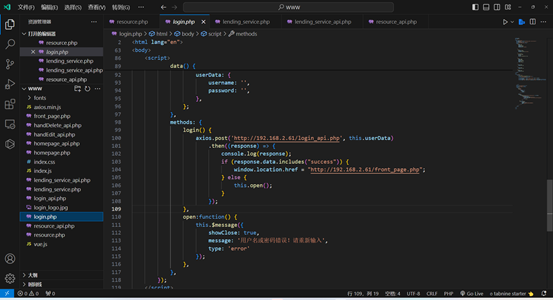 文件(F) 编辑(E) 选择(S) 查看(V) 转到(G) 运行(R) ··· www
资源管理器
打开的编辑器
resource.php
login.php
lending_service.php
lending_service_api.php
resource_api.php
WWW
fonts
axios.min.js
front_page.php
handDelete_api.php
handEdit_api.php
homepage_api.php
homepage.php
index.css
index.js
lending_service_api.php
lending_service.php
login_api.php
login_logo.jpg
login.php
resource_api.php
resource.php
vue.js
大纲
时间线
resource.php login.php lending_service.php lending_service_api.php resource_api.php
login.php > html > body > script > methods
2 <html lang="en">
63 <body>
86 <script>
88 data() {
92 userData: {
93 username: '',
94 password: '',
95 },
96 };
97 },
98 methods: {
99 login() {
100 axios.post('http://192.168.2.61/login_api.php', this.userData)
101 .then((response) => {
102 console.log(response);
103 if (response.data.includes("success")) {
104 window.location.href = "http://192.168.2.61/front_page.php";
105 } else {
106 this.open();
107 }
108 });
109 },
110 open:function() {
111 this.$message({
112 showClose: true,
113 message: '用户名或密码错误！请重新输入',
114 type: 'error'
115 });
116 },
117 },
118 });
119 </script>
0 0 0 行 109，列 19 空格: 4 UTF-8 CRLF PHP Go Live tabnine starter